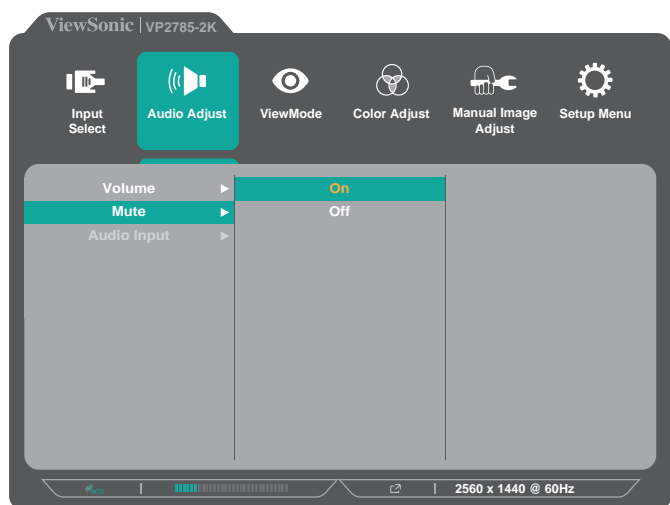 ViewSonic | VP2785-2K
Input Select
Audio Adjust
ViewMode
Color Adjust
Manual Image Adjust
Setup Menu
Volume
On
Mute
Off
Audio Input
eco
2560 x 1440 @ 60Hz